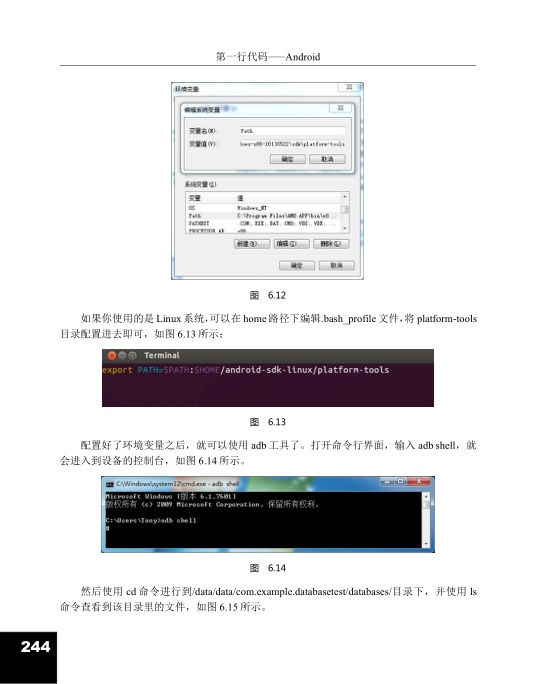 第一行代码——Android
环境变量
编辑系统变量
变量名(N):
Path
变量值(V):
lows-x86-20130522\sdk\platform-tools
确定
取消
系统变量(S)
变量
值
OS
Windows_NT
Path
C:\Program Files\AMD APP\bin\x8...
PATHEXT
.COM;.EXE;.BAT;.CMD;.VBS;.VBE;....
PROCESSOR_AR
x86
新建(W)...
编辑(I)...
删除(L)
确定
取消
图 6.12
如果你使用的是 Linux 系统，可以在 home 路径下编辑.bash_profile 文件，将 platform-tools
目录配置进去即可，如图 6.13 所示：
Terminal
export PATH=$PATH:$HOME/android-sdk-linux/platform-tools
图 6.13
配置好了环境变量之后，就可以使用 adb 工具了。打开命令行界面，输入 adb shell，就
会进入到设备的控制台，如图 6.14 所示。
C:\Windows\system32\cmd.exe - adb shell
Microsoft Windows [版本 6.1.7601]
版权所有 (c) 2009 Microsoft Corporation。保留所有权利。
C:\Users\Tony>adb shell
#
图 6.14
然后使用 cd 命令进行到/data/data/com.example.databasetest/databases/目录下，并使用 ls
命令查看到该目录里的文件，如图 6.15 所示。
244